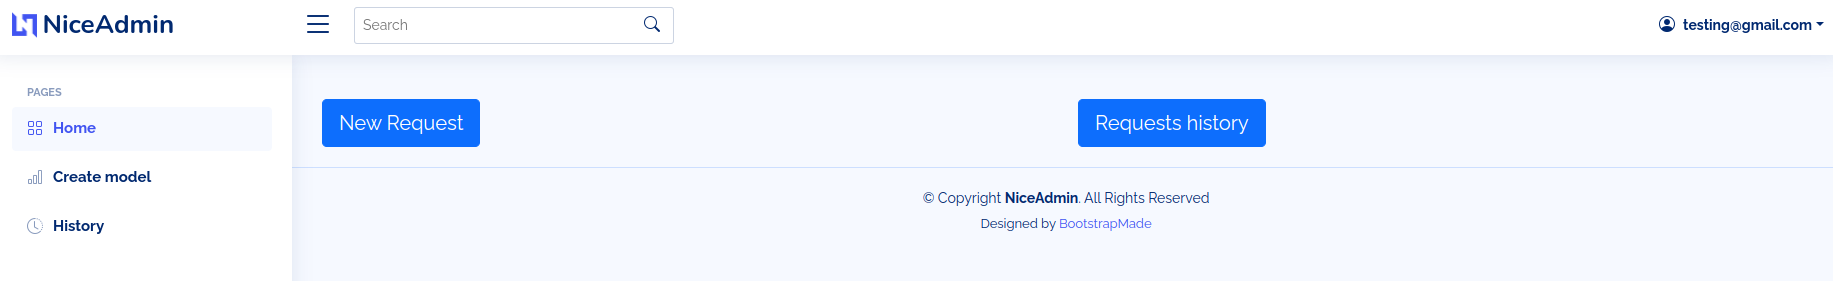 NiceAdmin
Search
testing@gmail.com
PAGES
Home
Create model
History
New Request
Requests history
© Copyright NiceAdmin. All Rights Reserved
Designed by BootstrapMade